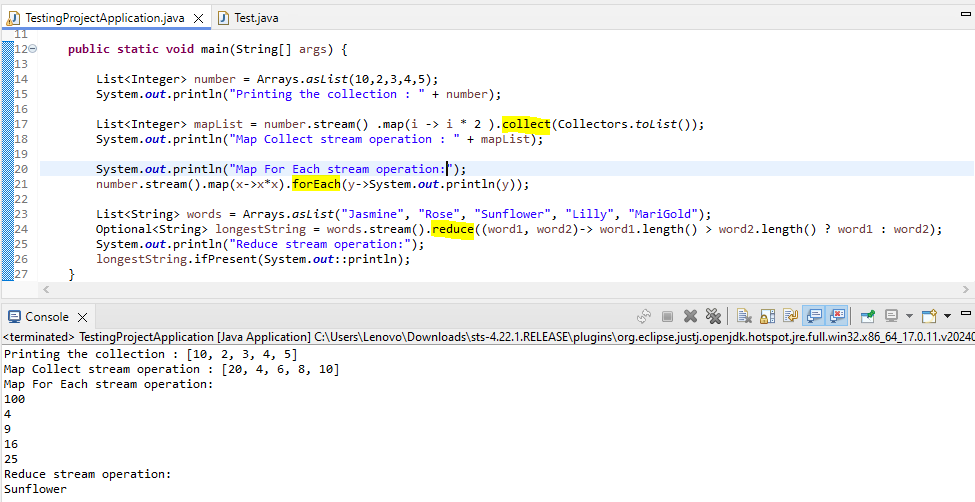 TestingProjectApplication.java Test.java
11
12 public static void main(String[] args) {
13
14 List<Integer> number = Arrays.asList(10,2,3,4,5);
15 System.out.println("Printing the collection : " + number);
16
17 List<Integer> mapList = number.stream() .map(i -> i * 2 ).collect(Collectors.toList());
18 System.out.println("Map Collect stream operation : " + mapList);
19
20 System.out.println("Map For Each stream operation:");
21 number.stream().map(x->x*x).forEach(y->System.out.println(y));
22
23 List<String> words = Arrays.asList("Jasmine", "Rose", "Sunflower", "Lilly", "MariGold");
24 Optional<String> longestString = words.stream().reduce((word1, word2)-> word1.length() > word2.length() ? word1 : word2);
25 System.out.println("Reduce stream operation:");
26 longestString.ifPresent(System.out::println);
27 }
Console
<terminated> TestingProjectApplication [Java Application] C:\Users\Lenovo\Downloads\sts-4.22.1.RELEASE\plugins\org.eclipse.justj.openjdk.hotspot.jre.full.win32.x86_64_17.0.11.v20240
Printing the collection : [10, 2, 3, 4, 5]
Map Collect stream operation : [20, 4, 6, 8, 10]
Map For Each stream operation:
100
4
9
16
25
Reduce stream operation:
Sunflower